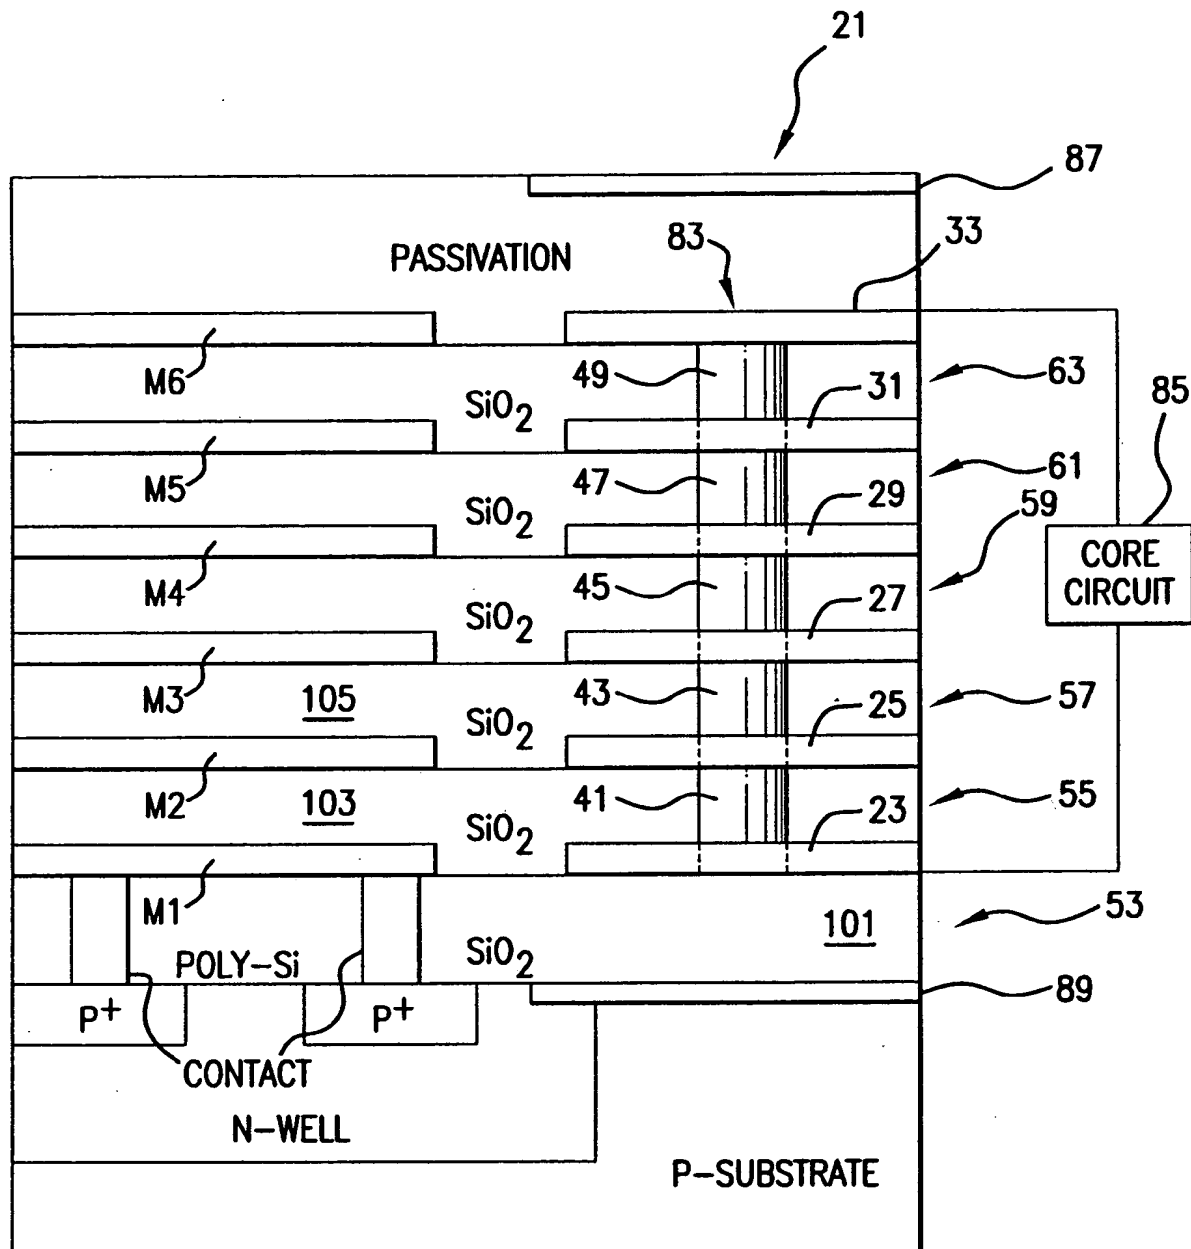 21
87
83
33
PASSIVATION
M6
49
SiO2
31
63
85
M5
47
SiO2
29
61
59
CORE
CIRCUIT
M4
45
SiO2
27
M3
105
43
SiO2
25
57
M2
103
41
SiO2
23
55
M1
POLY-Si
SiO2
101
53
P+
P+
89
CONTACT
N-WELL
P-SUBSTRATE